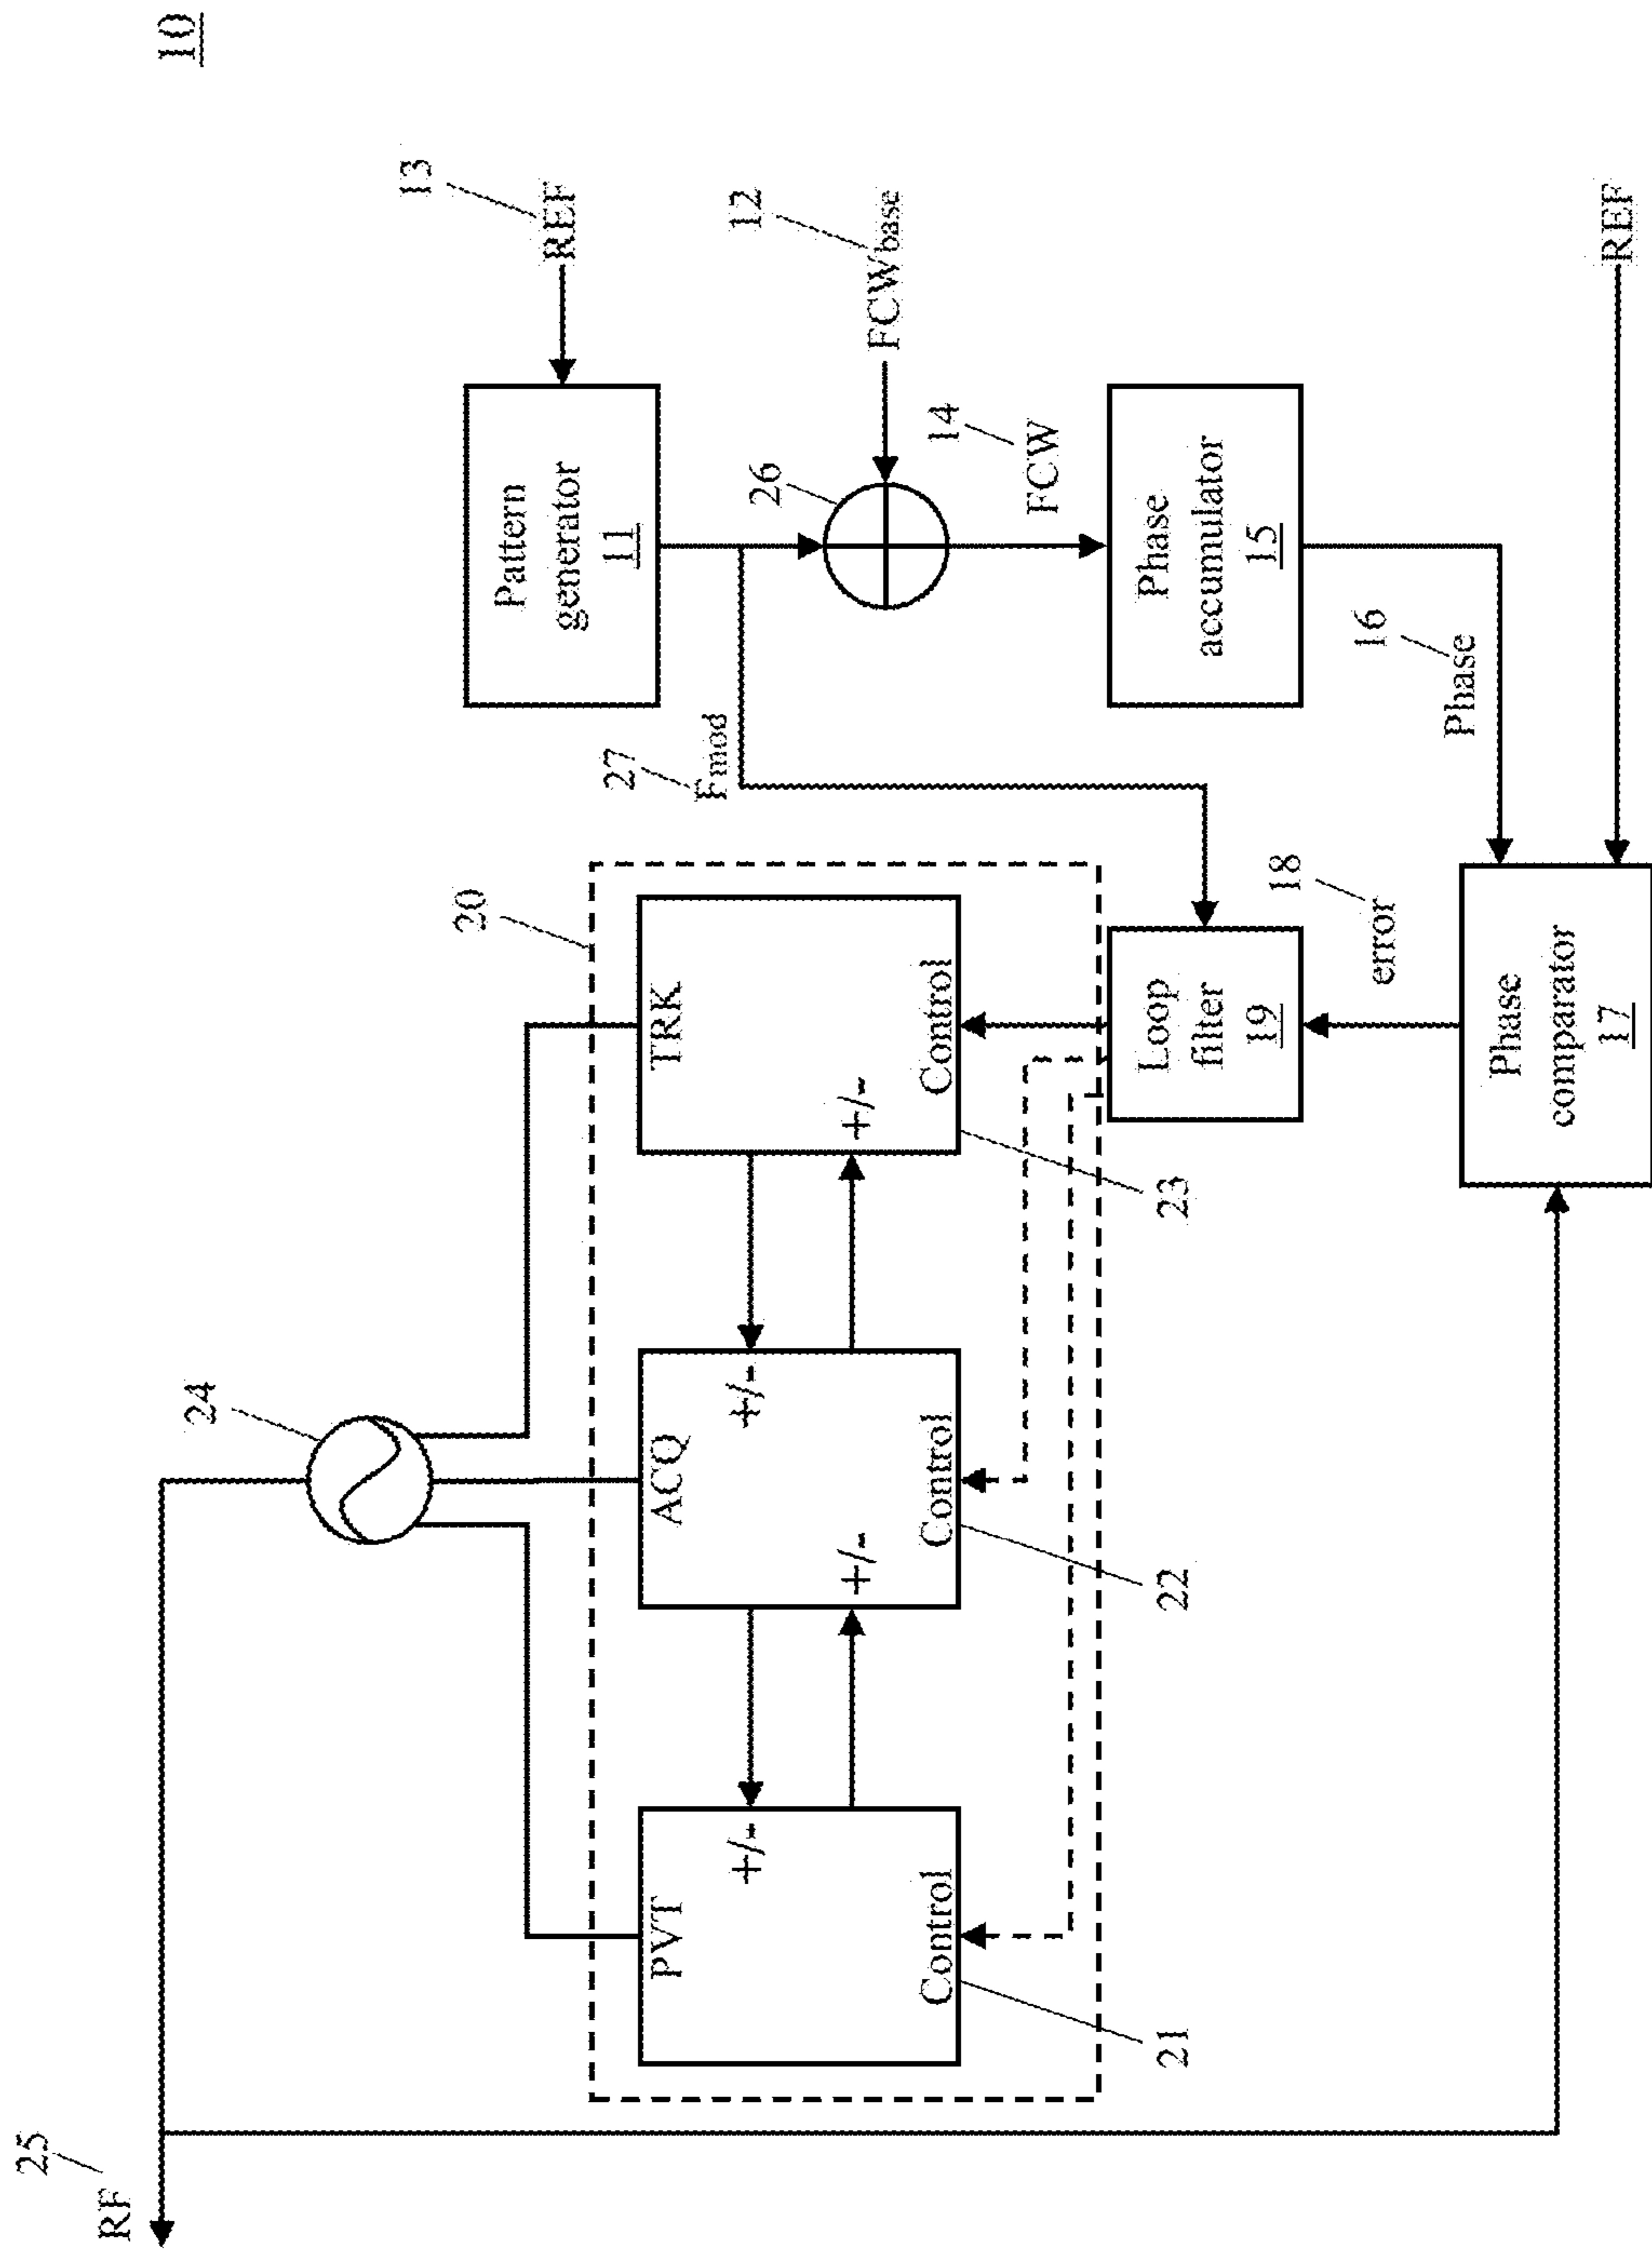 10
13
REF
Pattern
generator
11
12
FCWbase
26
14
FCW
27
Fmod
Phase
accumulator
15
16
Phase
REF
20
TRK
+/-
Control
23
Loop
filter
19
18
error
Phase
comparator
17
24
ACQ
+/-
+/-
Control
22
PVT
+/-
Control
21
25
RF